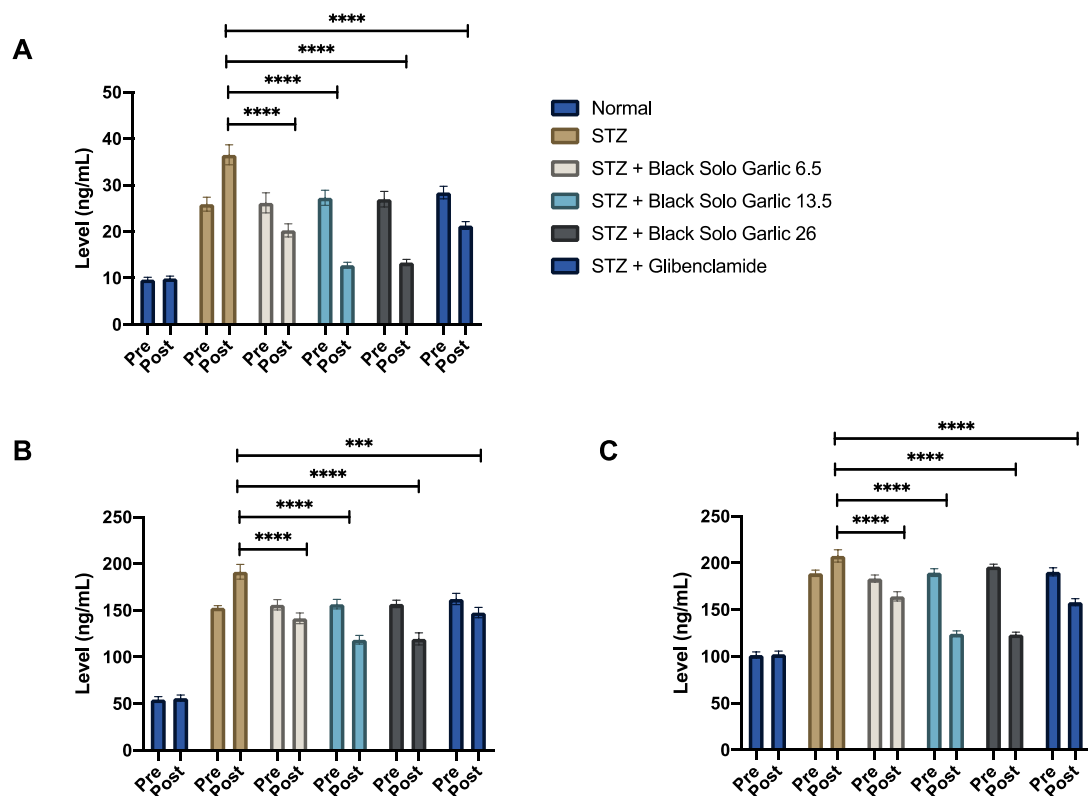 A
****
****
****
****
50
40
30
20
10
0
Level (ng/mL)
Pre Post Pre Post Pre Post Pre Post Pre Post Pre Post
Normal
STZ
STZ + Black Solo Garlic 6.5
STZ + Black Solo Garlic 13.5
STZ + Black Solo Garlic 26
STZ + Glibenclamide
B
***
****
****
****
250
200
150
100
50
0
Level (ng/mL)
Pre Post Pre Post Pre Post Pre Post Pre Post Pre Post
C
****
****
****
****
250
200
150
100
50
0
Level (ng/mL)
Pre Post Pre Post Pre Post Pre Post Pre Post Pre Post